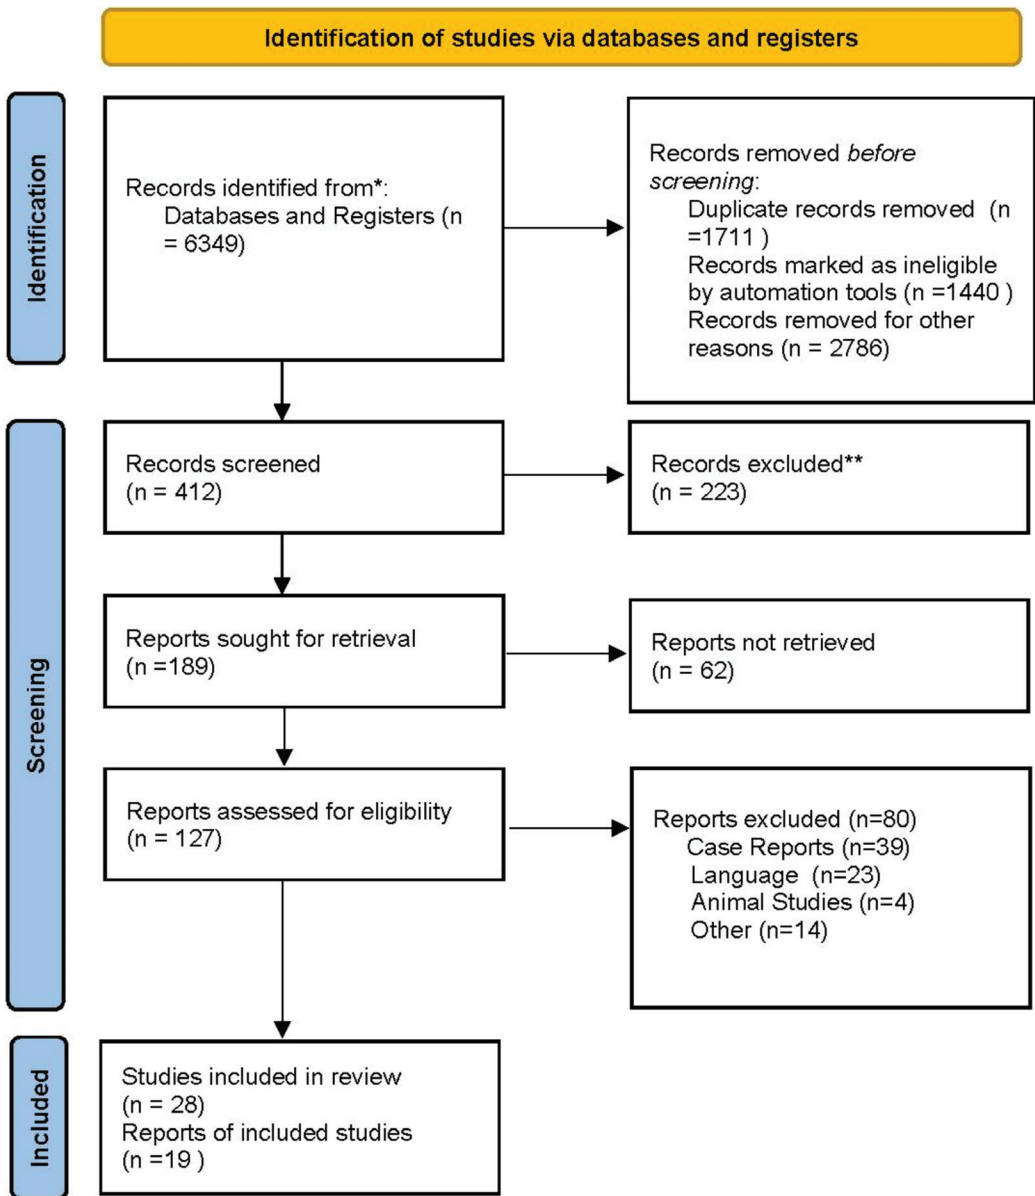 Identification of studies via databases and registers
Identification
Records identified from*:
Databases and Registers (n
= 6349)
Records removed before
screening:
Duplicate records removed (n
=1711 )
Records marked as ineligible
by automation tools (n =1440 )
Records removed for other
reasons (n = 2786)
Screening
Records screened
(n = 412)
Records excluded**
(n = 223)
Reports sought for retrieval
(n =189)
Reports not retrieved
(n = 62)
Reports assessed for eligibility
(n = 127)
Reports excluded (n=80)
Case Reports (n=39)
Language (n=23)
Animal Studies (n=4)
Other (n=14)
Included
Studies included in review
(n = 28)
Reports of included studies
(n =19 )